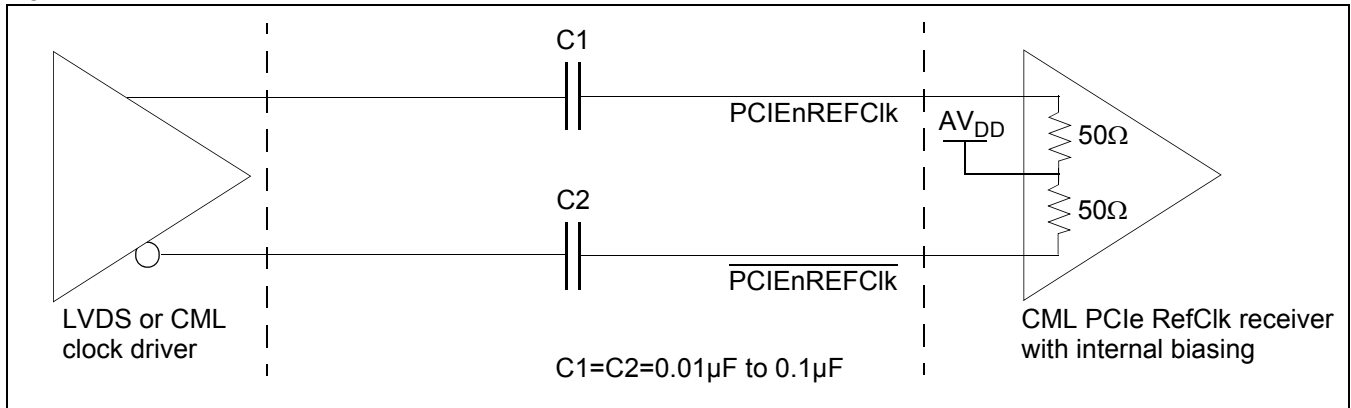 C1
PCIEnREFClk
AVDD
50Ω
C2
50Ω
PCIEnREFClk
LVDS or CML
clock driver
CML PCIe RefClk receiver
with internal biasing
C1=C2=0.01µF to 0.1µF